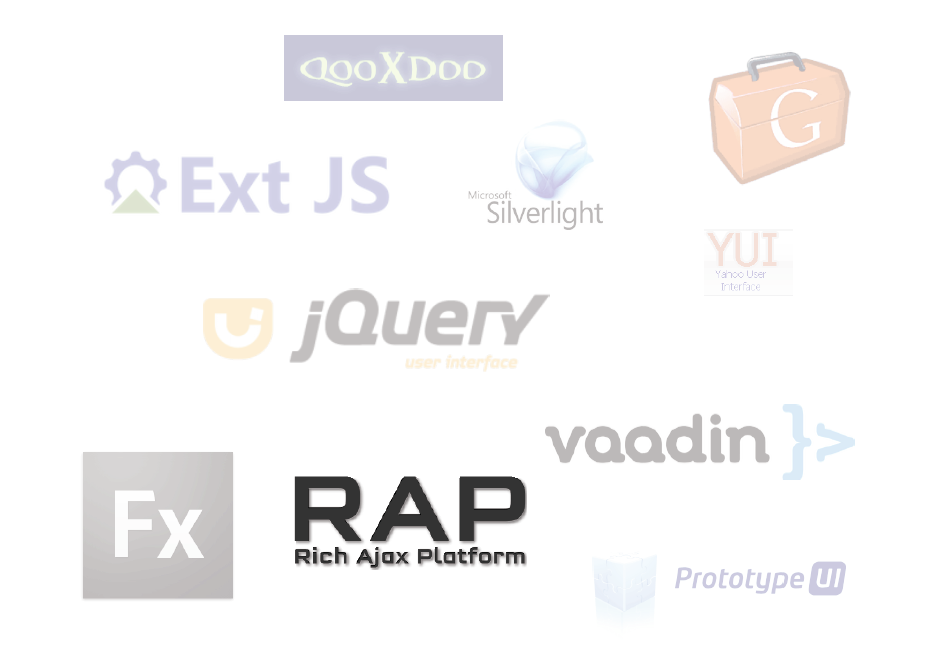 QooXDoo
G
Ext JS
Microsoft
Silverlight
YUI
Yahoo User
Interface
jQuery
user interface
vaadin }>
Fx
RAP
Rich Ajax Platform
Prototype UI